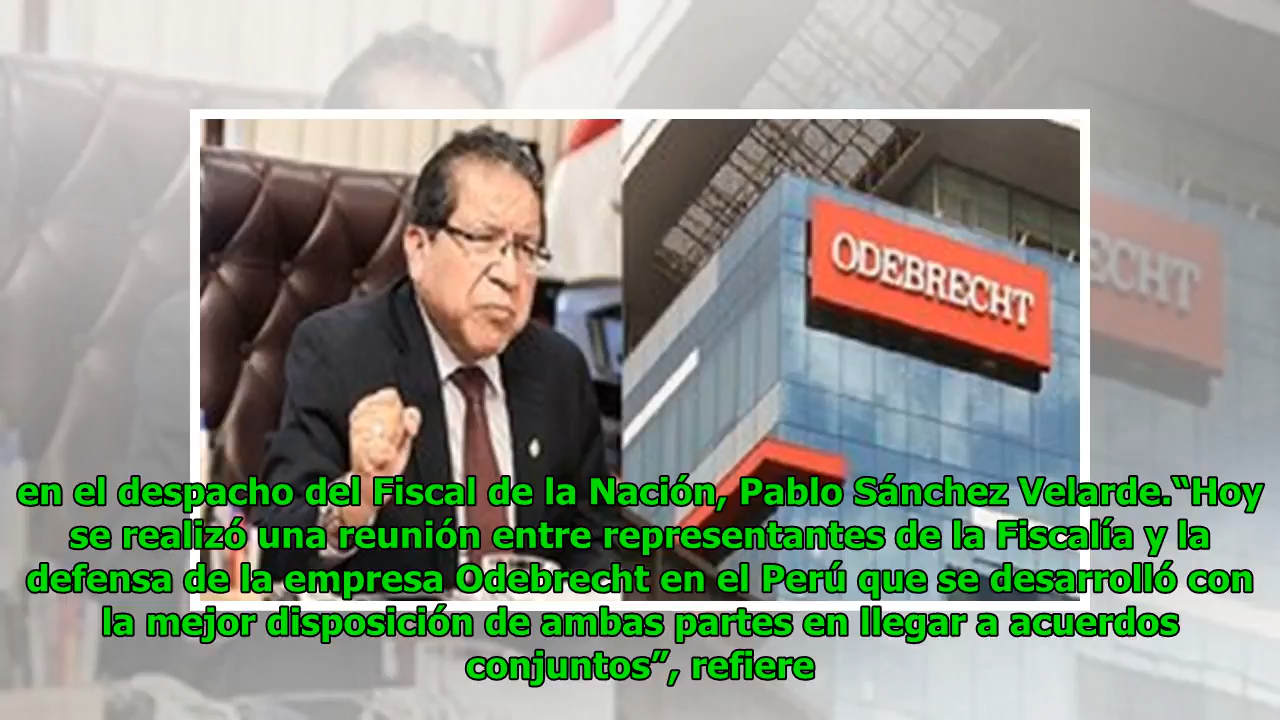 ODEBRECHT
ECHT
en el despacho del Fiscal de la Nación, Pablo Sánchez Velarde.“Hoy
se realizó una reunión entre representantes de la Fiscalía y la
defensa de la empresa Odebrecht en el Perú que se desarrolló con
la mejor disposición de ambas partes en llegar a acuerdos
conjuntos”, refiere